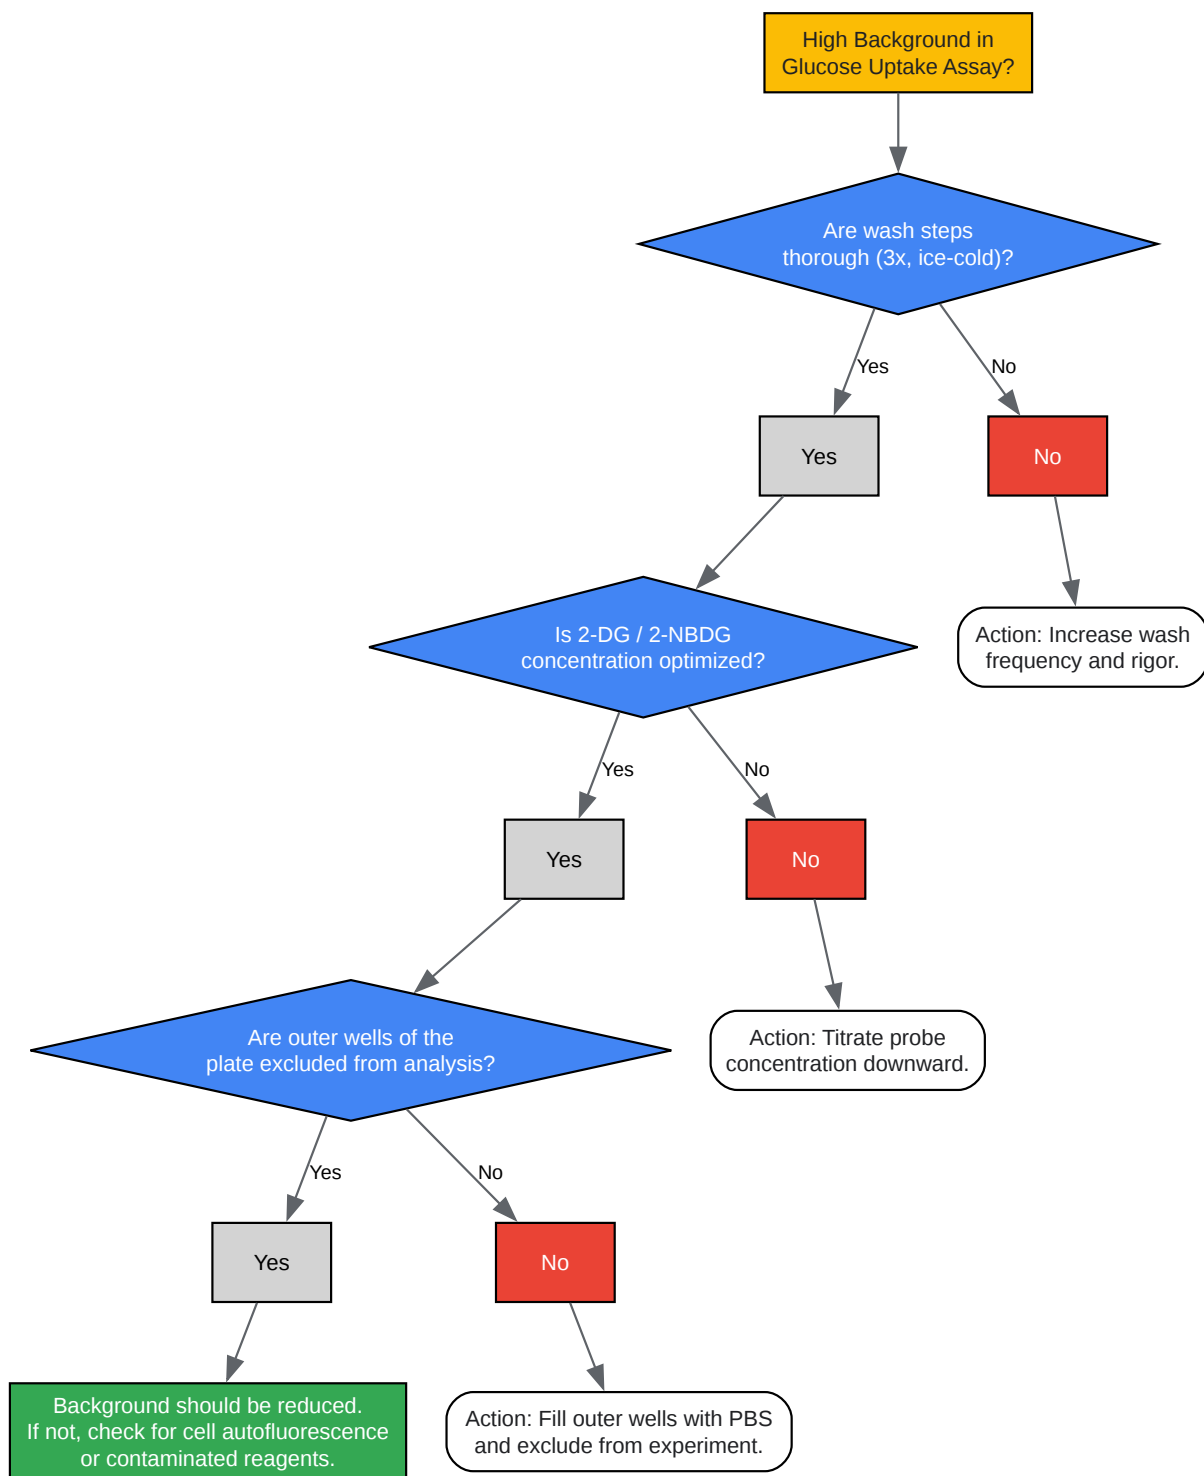 High Background in
Glucose Uptake Assay?
Are wash steps
thorough (3x, ice-cold)?
Yes
No
Yes
No
Is 2-DG / 2-NBDG
concentration optimized?
Action: Increase wash
frequency and rigor.
Yes
No
Yes
No
Are outer wells of the
plate excluded from analysis?
Action: Titrate probe
concentration downward.
Yes
No
Yes
No
Background should be reduced.
If not, check for cell autofluorescence
or contaminated reagents.
Action: Fill outer wells with PBS
and exclude from experiment.